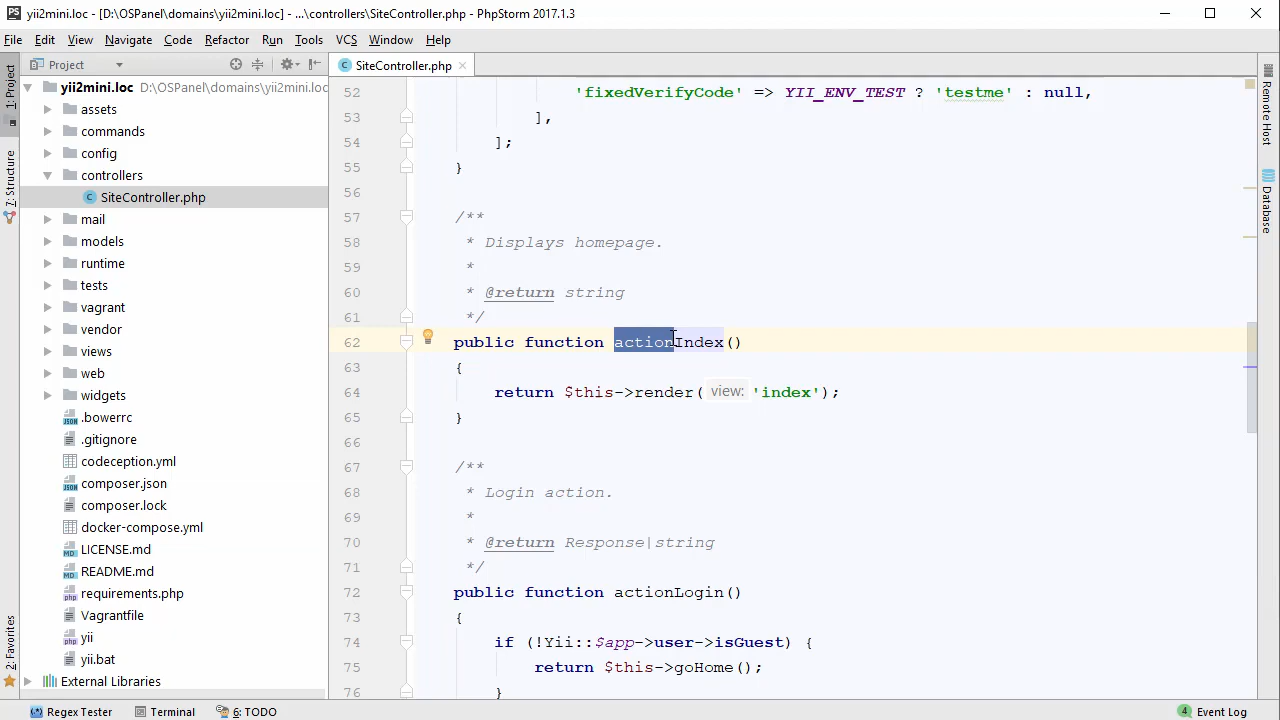 PS yii2mini.loc - [D:\OSPanel\domains\yii2mini.loc] - ...\controllers\SiteController.php - PhpStorm 2017.1.3
File Edit View Navigate Code Refactor Run Tools VCS Window Help
Project
SiteController.php
1: Project
7: Structure
2: Favorites
yii2mini.loc D:\OSPanel\domains\yii2mini.loc
assets
commands
config
controllers
SiteController.php
mail
models
runtime
tests
vagrant
vendor
views
web
widgets
.bowerrc
.gitignore
codeception.yml
composer.json
composer.lock
docker-compose.yml
LICENSE.md
README.md
requirements.php
Vagrantfile
yii
yii.bat
External Libraries
52 'fixedVerifyCode' => YII_ENV_TEST ? 'testme' : null,
53 ],
54 ];
55 }
56
57 /**
58 * Displays homepage.
59 *
60 * @return string
61 */
62 public function actionIndex()
63 {
64 return $this->render( view: 'index');
65 }
66
67 /**
68 * Login action.
69 *
70 * @return Response|string
71 */
72 public function actionLogin()
73 {
74 if (!Yii::$app->user->isGuest) {
75 return $this->goHome();
76 }
Remote Host
Database
Regex Tester Terminal 6: TODO 4 Event Log